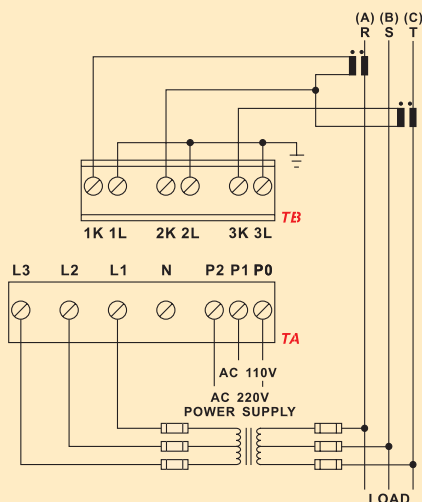 (A) (B) (C)
R S T
1K 1L 2K 2L 3K 3L
TB
L3 L2 L1 N P2 P1 P0
TA
AC 110V
AC 220V
POWER SUPPLY
LOAD